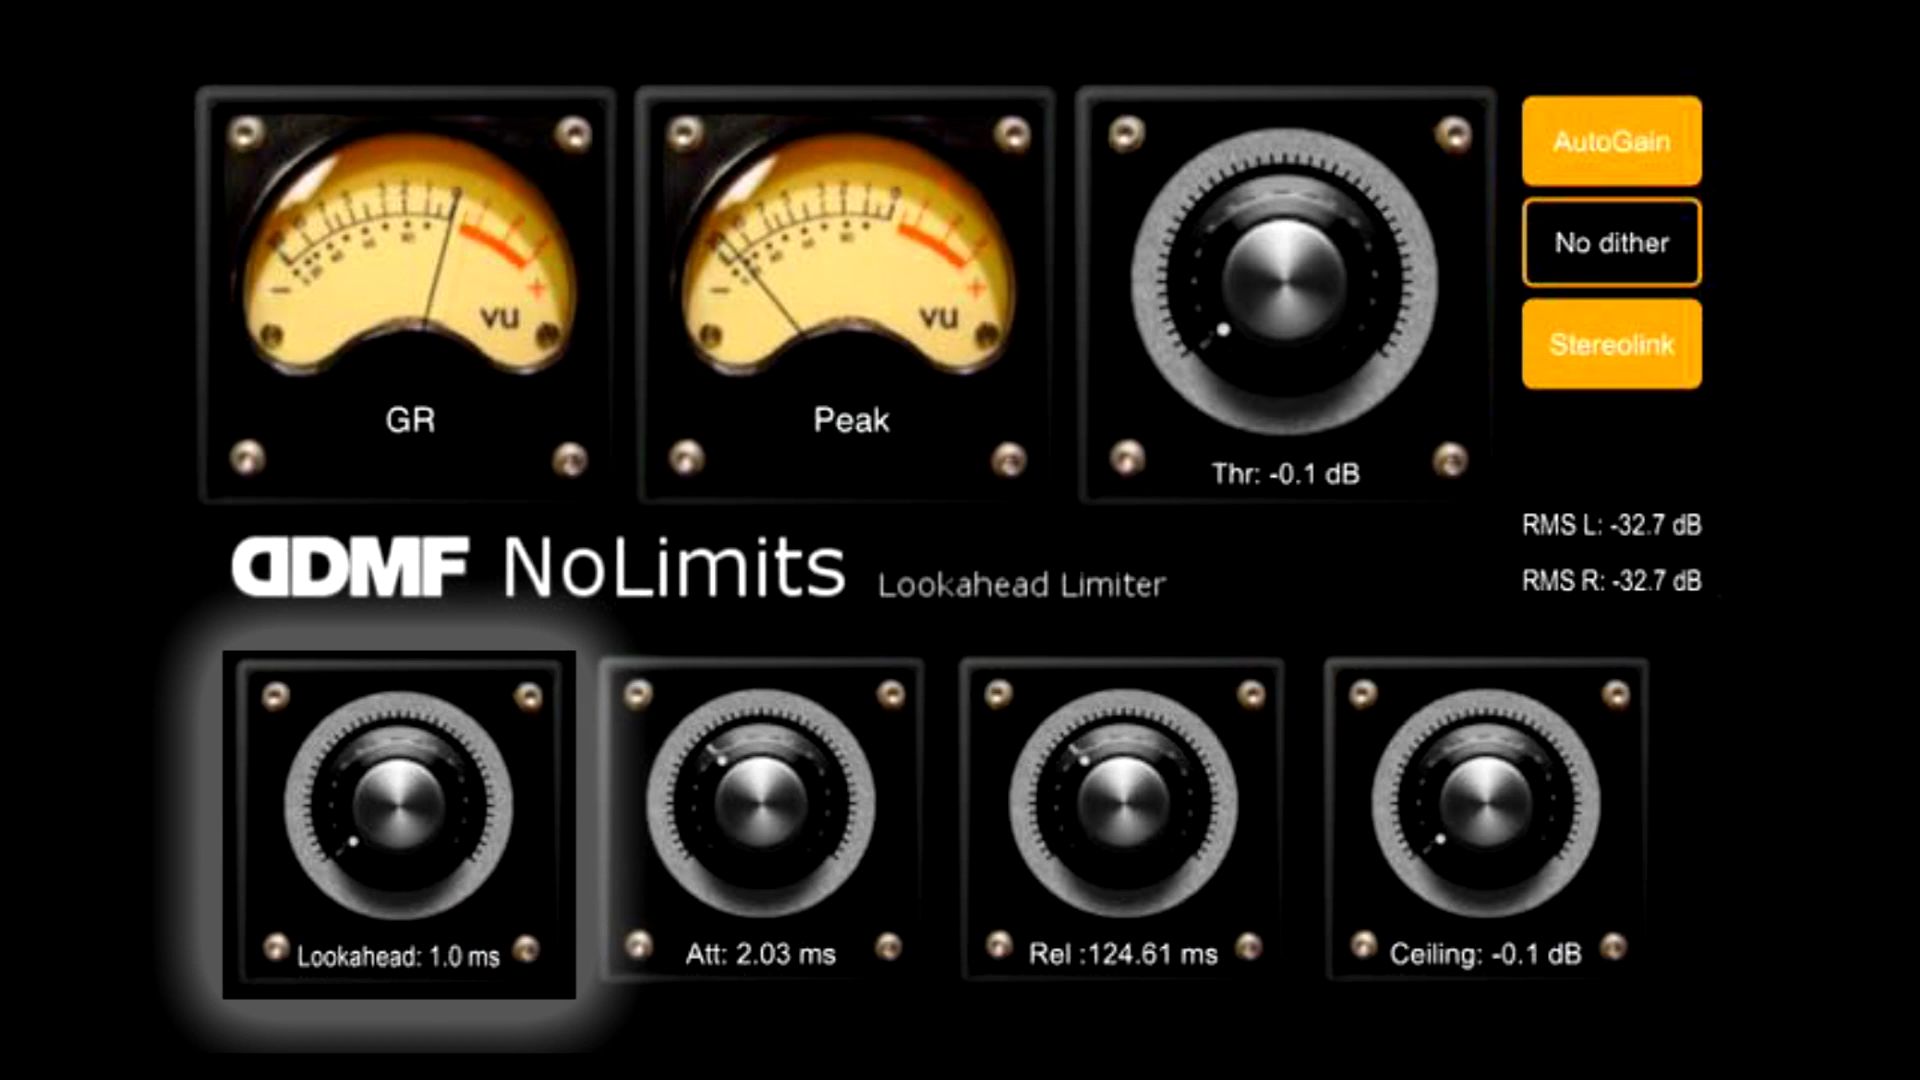 AutoGain
No dither
Stereolink
vu
vu
GR
Peak
Thr: -0.1 dB
RMS L: -32.7 dB
RMS R: -32.7 dB
DDMF NoLimits Lookahead Limiter
Lookahead: 1.0 ms
Att: 2.03 ms
Rel :124.61 ms
Ceiling: -0.1 dB